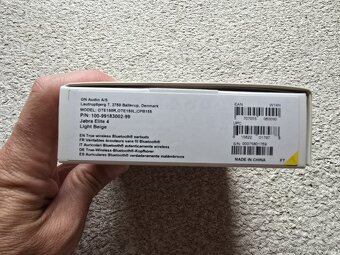 GN Audio A/S
Lautrupbjerg 7, 2750 Ballerup, Denmark
MODEL: OTE150R,OTE150L,CPB155
P/N: 100-99183002-99
Jabra Elite 4
Light Beige
EN True wireless Bluetooth® earbuds
FR Véritables écouteurs sans fil Bluetooth®
IT Auricolari Bluetooth® autenticamente wireless
DE True-Wireless-Bluetooth®-Kopfhörer
ES Auriculares Bluetooth® verdaderamente inalámbricos
EAN
UPC
S/N:
MADE IN CHINA